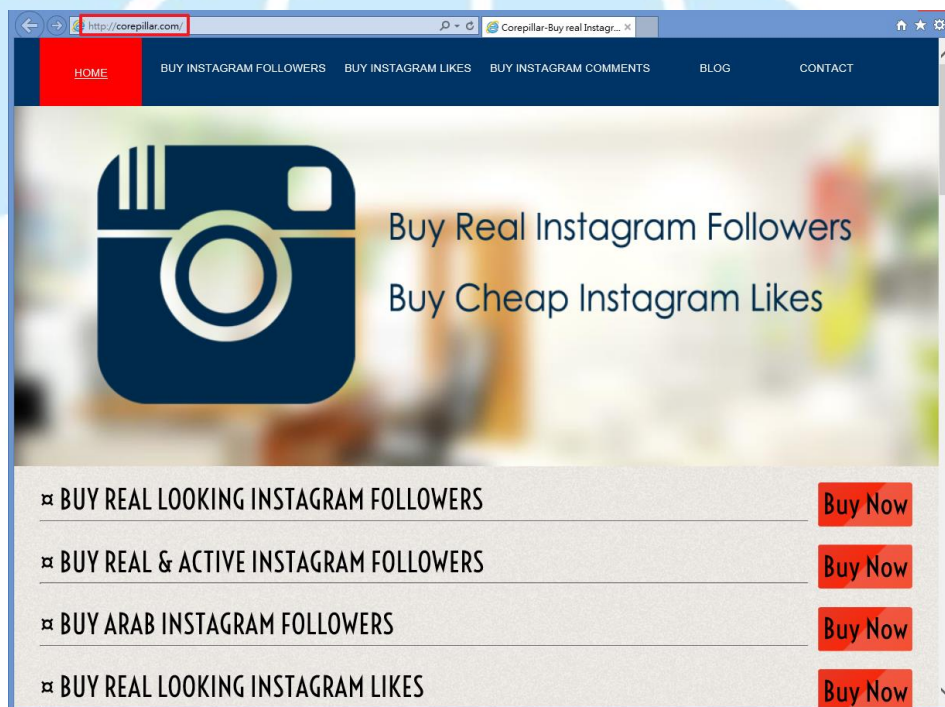 http://corepillar.com/
Corepillar-Buy real Instagr...
HOME BUY INSTAGRAM FOLLOWERS BUY INSTAGRAM LIKES BUY INSTAGRAM COMMENTS BLOG CONTACT
Buy Real Instagram Followers
Buy Cheap Instagram Likes
¤ BUY REAL LOOKING INSTAGRAM FOLLOWERS Buy Now
¤ BUY REAL & ACTIVE INSTAGRAM FOLLOWERS Buy Now
¤ BUY ARAB INSTAGRAM FOLLOWERS Buy Now
¤ BUY REAL LOOKING INSTAGRAM LIKES Buy Now